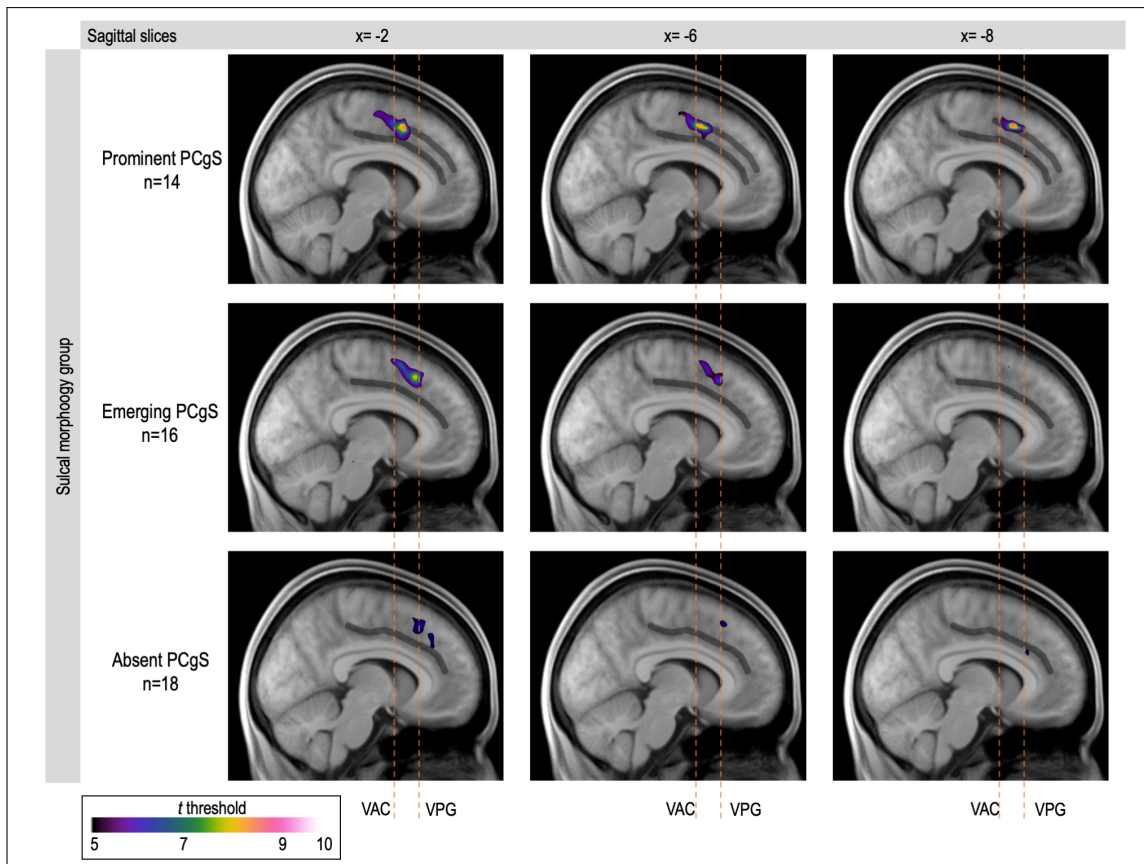 Sagittal slices
x= -2
x= -6
x= -8
Sulcal morphoogy group
Prominent PCgS
n=14
Emerging PCgS
n=16
Absent PCgS
n=18
VAC
VPG
VAC
VPG
VAC
VPG
t threshold
5
7
9
10